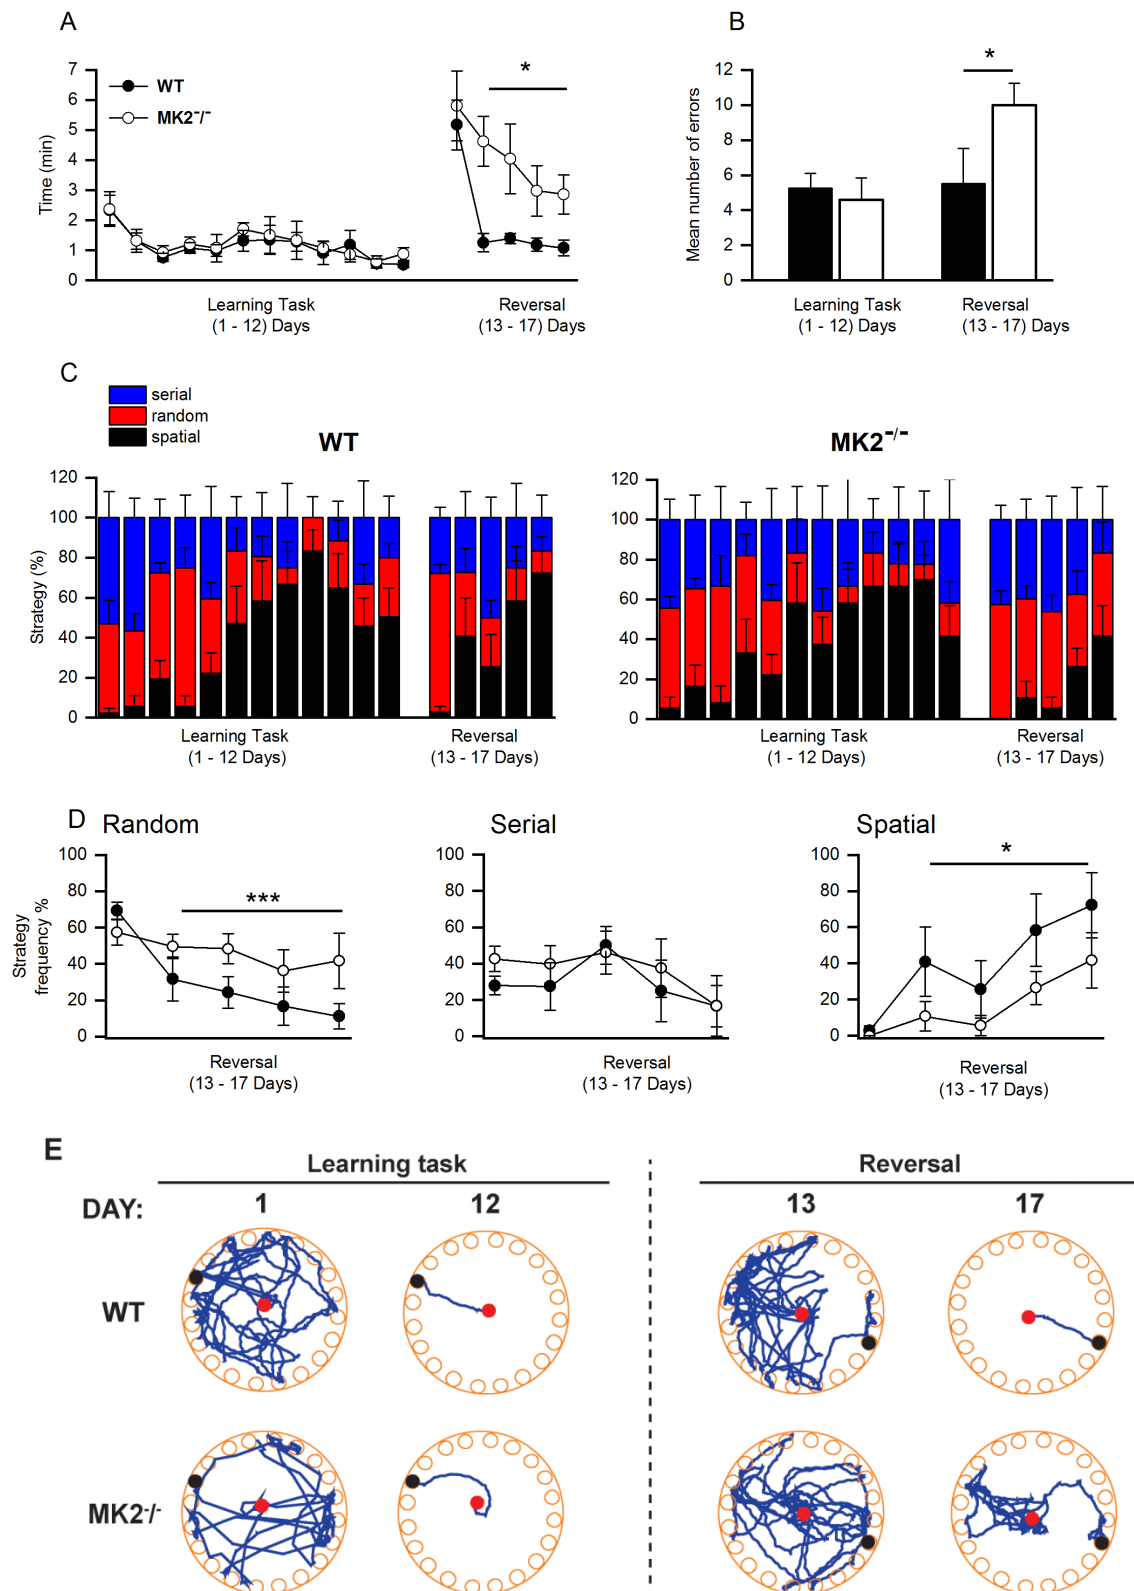 A
7
6
5
4
3
2
1
0
Time (min)
WT
MK2-/-
*
Learning Task
(1 - 12) Days
Reversal
(13 - 17) Days
B
12
10
8
6
4
2
0
Mean number of errors
*
Learning Task
(1 - 12) Days
Reversal
(13 - 17) Days
C
serial
random
spatial
WT
120
100
80
60
40
20
0
Strategy (%)
Learning Task
(1 - 12 Days)
Reversal
(13 - 17 Days)
MK2-/-
120
100
80
60
40
20
0
Learning Task
(1 - 12 Days)
Reversal
(13 - 17 Days)
D
Random
100
80
60
40
20
0
Strategy
frequency %
***
Reversal
(13 - 17 Days)
Serial
100
80
60
40
20
0
Reversal
(13 - 17 Days)
Spatial
100
80
60
40
20
0
*
Reversal
(13 - 17 Days)
E
Learning task
Reversal
DAY: 1 12 13 17
WT
MK2-/-